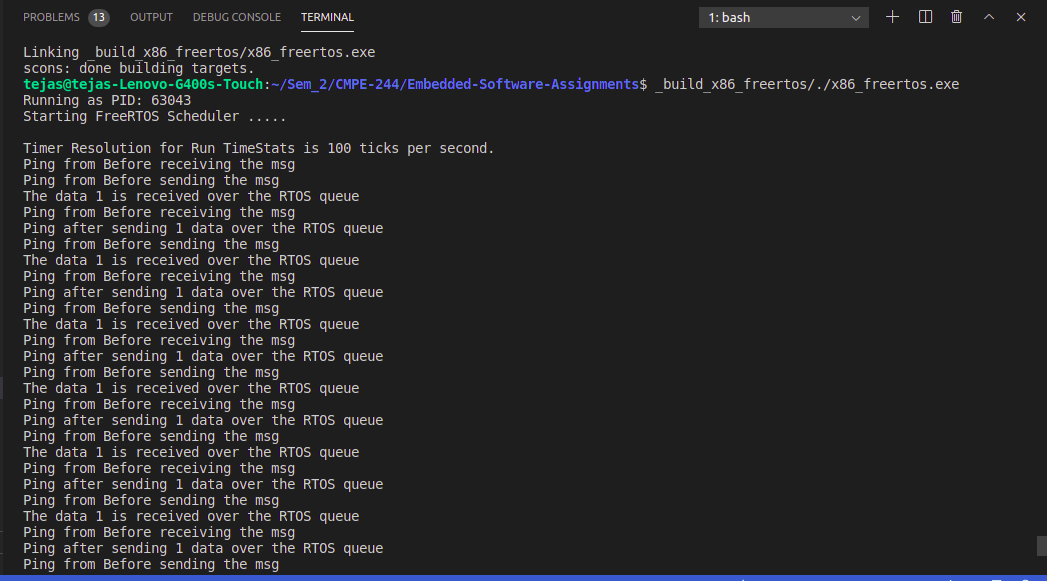 PROBLEMS 13 OUTPUT DEBUG CONSOLE TERMINAL 1: bash
Linking _build_x86_freertos/x86_freertos.exe
scons: done building targets.
tejas@tejas-Lenovo-G400s-Touch:~/Sem_2/CMPE-244/Embedded-Software-Assignments$ _build_x86_freertos/./x86_freertos.exe
Running as PID: 63043
Starting FreeRTOS Scheduler .....
Timer Resolution for Run TimeStats is 100 ticks per second.
Ping from Before receiving the msg
Ping from Before sending the msg
The data 1 is received over the RTOS queue
Ping from Before receiving the msg
Ping after sending 1 data over the RTOS queue
Ping from Before sending the msg
The data 1 is received over the RTOS queue
Ping from Before receiving the msg
Ping after sending 1 data over the RTOS queue
Ping from Before sending the msg
The data 1 is received over the RTOS queue
Ping from Before receiving the msg
Ping after sending 1 data over the RTOS queue
Ping from Before sending the msg
The data 1 is received over the RTOS queue
Ping from Before receiving the msg
Ping after sending 1 data over the RTOS queue
Ping from Before sending the msg
The data 1 is received over the RTOS queue
Ping from Before receiving the msg
Ping after sending 1 data over the RTOS queue
Ping from Before sending the msg
The data 1 is received over the RTOS queue
Ping from Before receiving the msg
Ping after sending 1 data over the RTOS queue
Ping from Before sending the msg